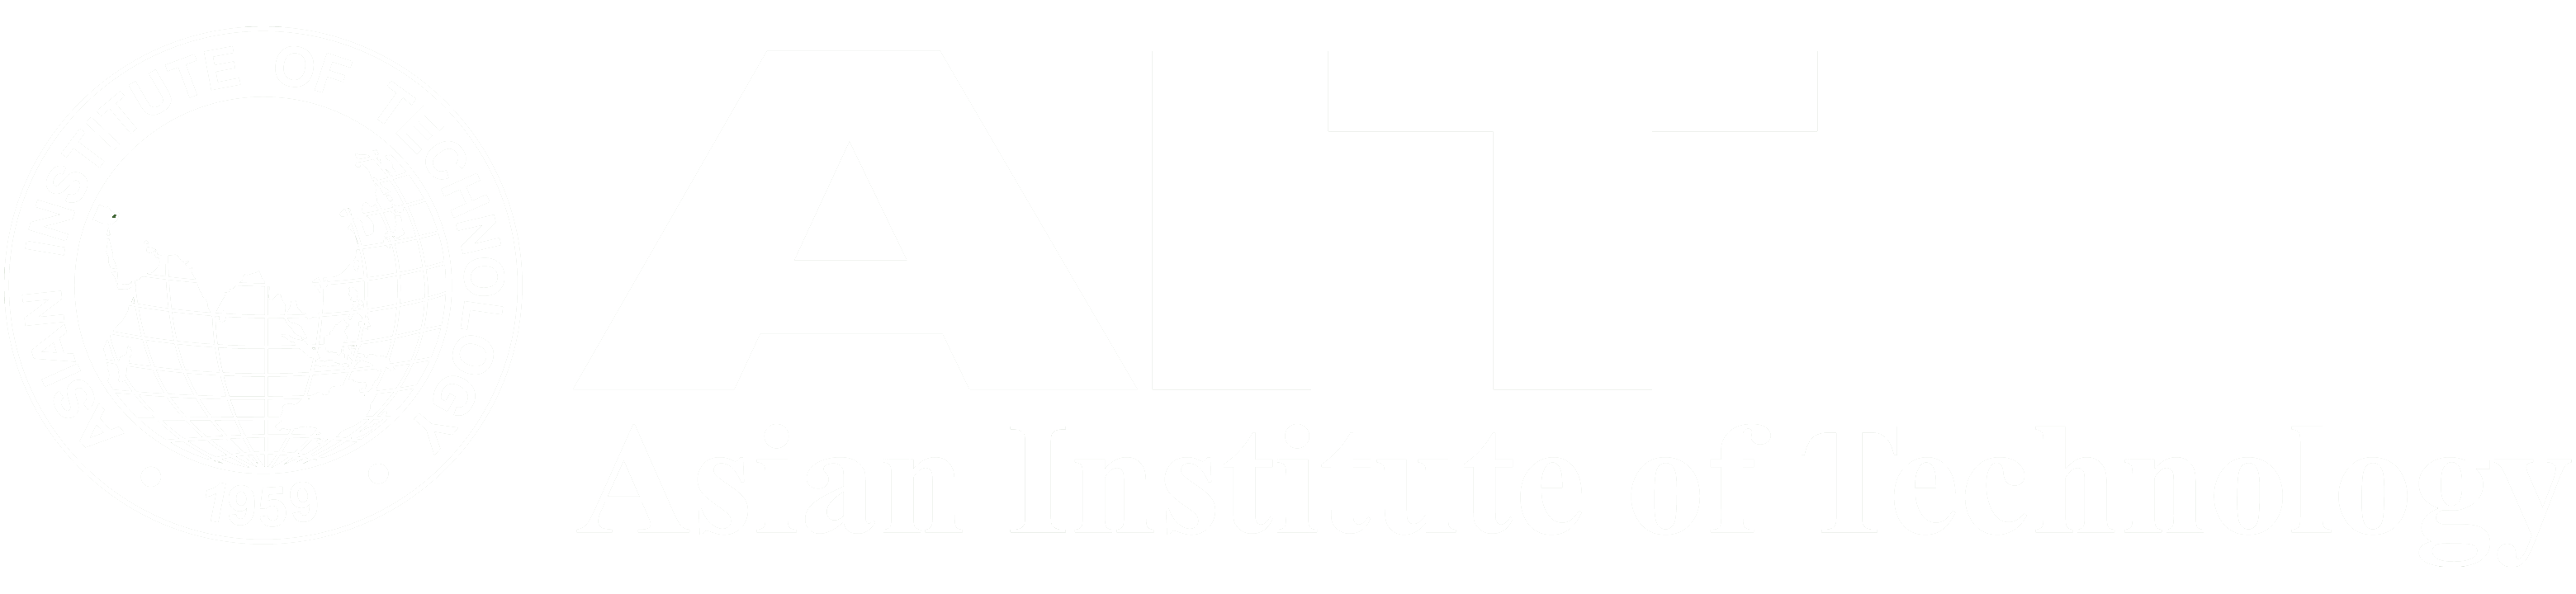 ASIAN INSTITUTE OF TECHNOLOGY
1959
AIT
Asian Institute of Technology